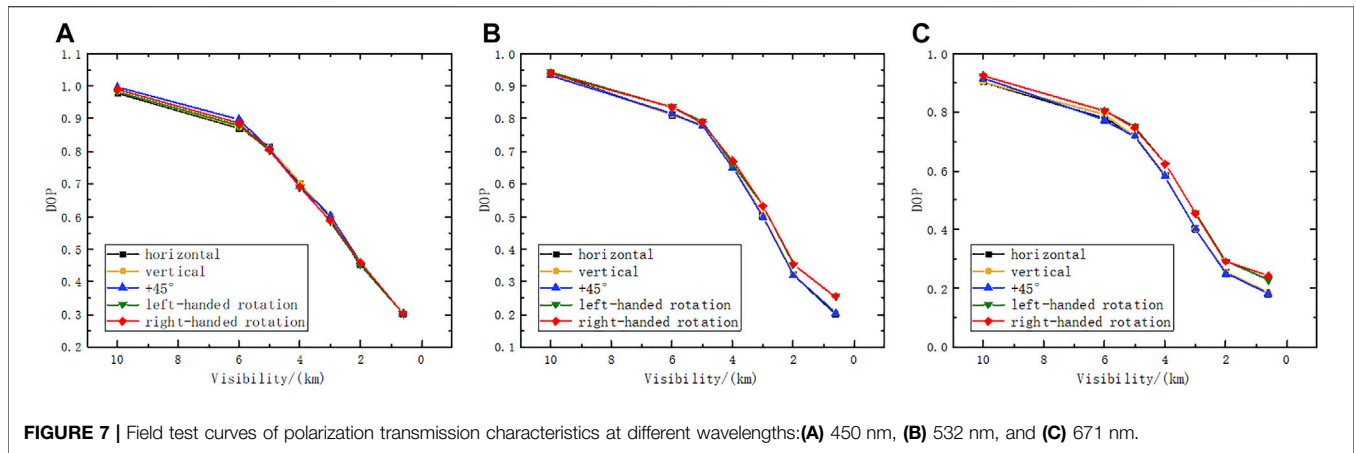 A
1.1
1.0
0.9
0.8
0.7
0.6
0.5
0.4
0.3
0.2
DOP
horizontal
vertical
+45°
left-handed rotation
right-handed rotation
10 8 6 4 2 0
Visibility/(km)
B
1.0
0.9
0.8
0.7
0.6
0.5
0.4
0.3
0.2
0.1
DOP
horizontal
vertical
+45°
left-handed rotation
right-handed rotation
10 8 6 4 2 0
Visibility/(km)
C
1.0
0.8
0.6
0.4
0.2
0.0
DOP
horizontal
vertical
+45°
left-handed rotation
right-handed rotation
10 8 6 4 2 0
Visibility/(km)
FIGURE 7 | Field test curves of polarization transmission characteristics at different wavelengths:(A) 450 nm, (B) 532 nm, and (C) 671 nm.